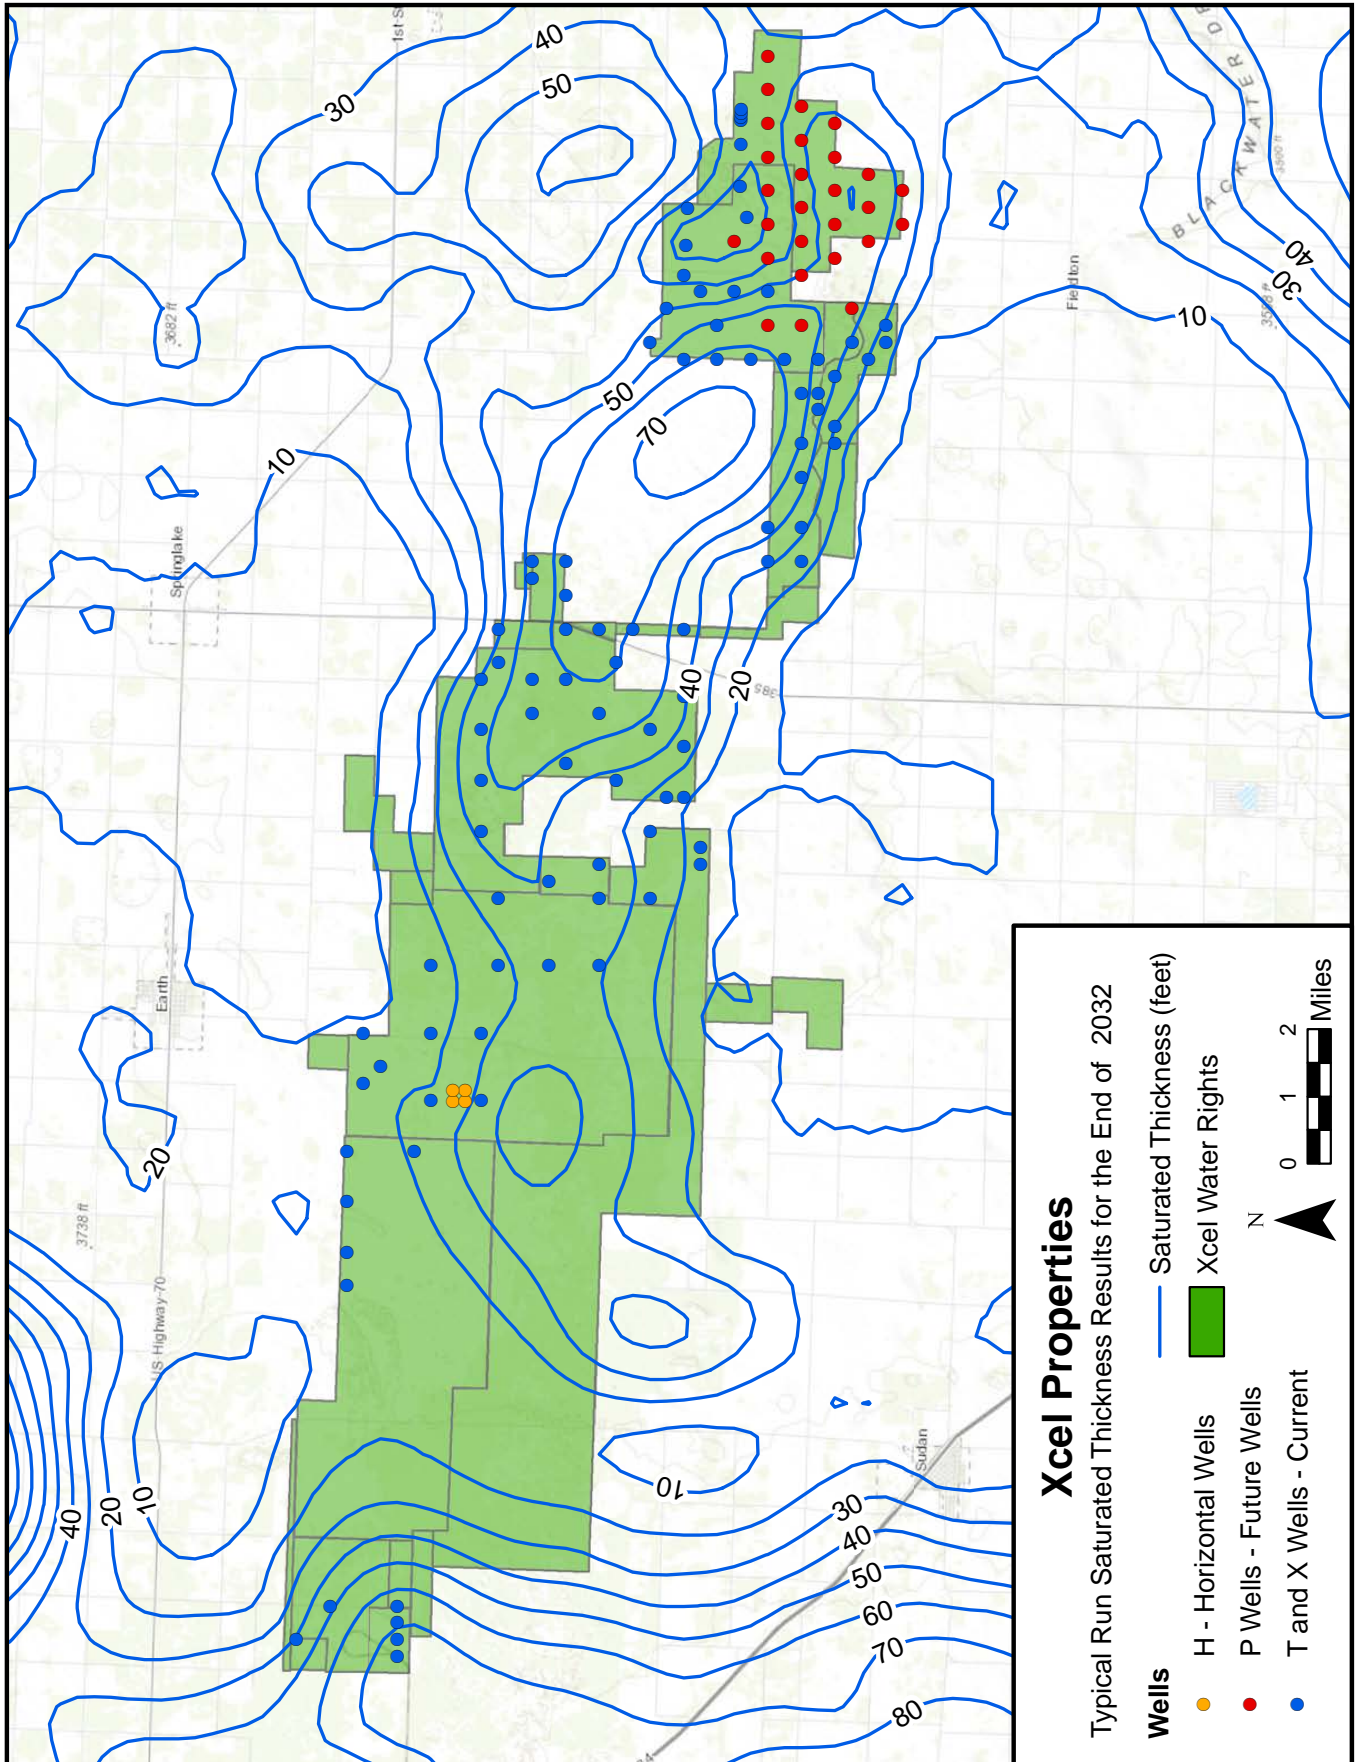 Xcel Properties
Typical Run Saturated Thickness Results for the End of 2032
Wells
H - Horizontal Wells
P Wells - Future Wells
T and X Wells - Current
Saturated Thickness (feet)
Xcel Water Rights
N
0 1 2
Miles
40
20
10
3738 ft
US-Highway-70
20
Earth
Springlake
10
3682 ft
30
1st-S
40
50
50
70
40
20
385
10
30
40
50
60
70
80
Sudan
Fieldton
10
30
40
BLACKWATER DR